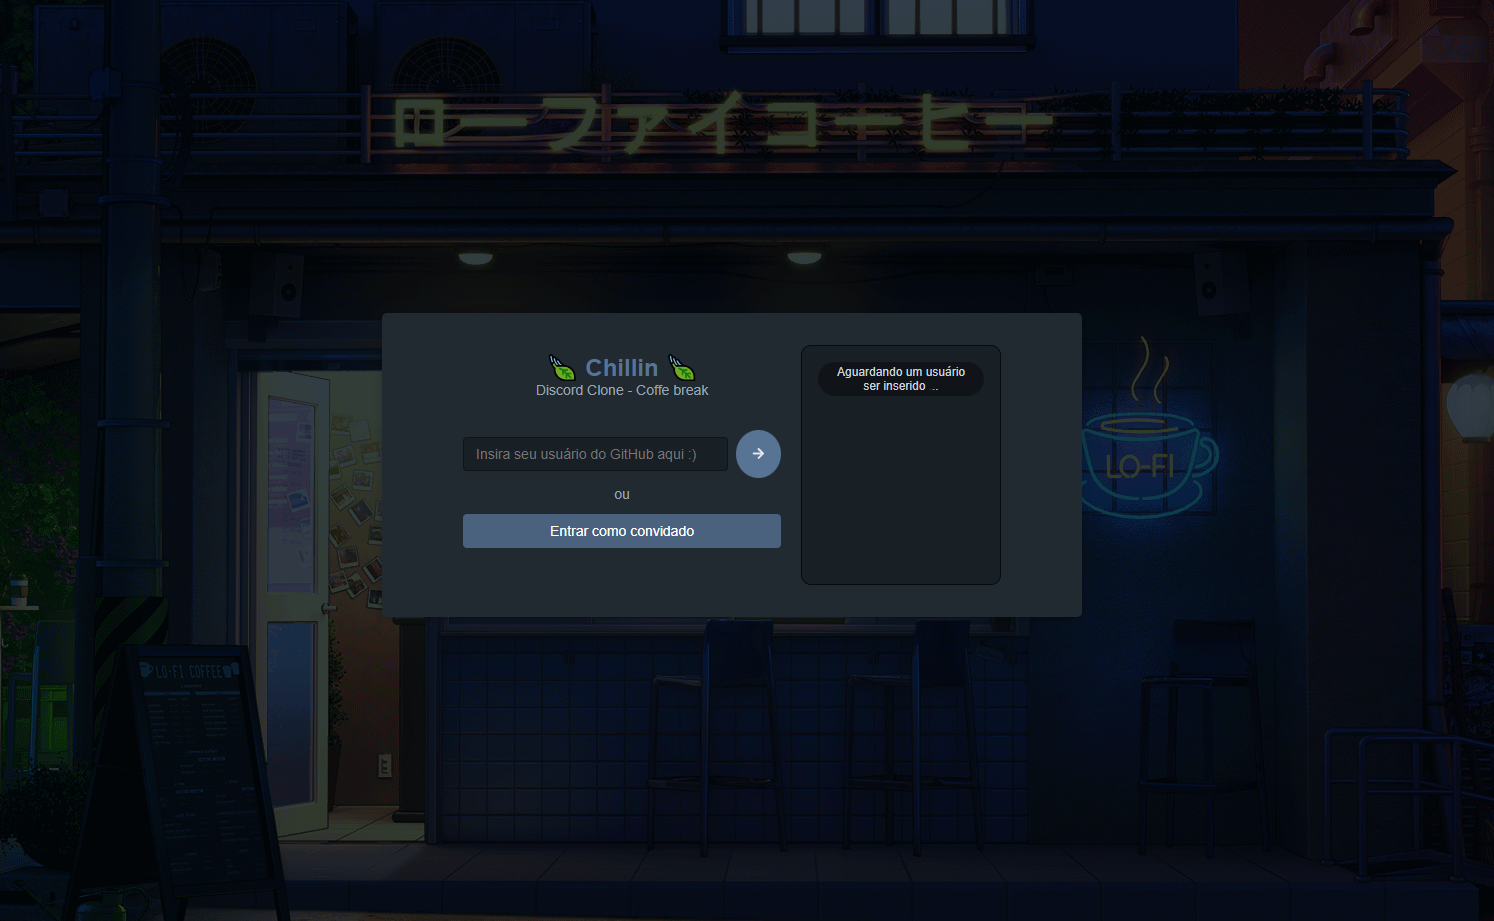 ローファイコーヒー
Chillin
Discord Clone - Coffe break
Insira seu usuário do GitHub aqui :)
ou
Entrar como convidado
Aguardando um usuário
ser inserido ..
LO-FI
LO-FI COFFEE